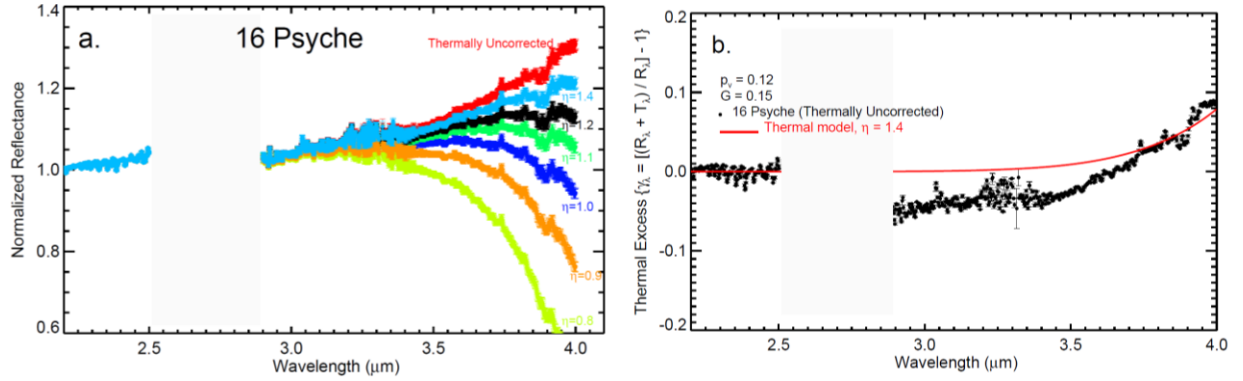 a.
16 Psyche
Thermally Uncorrected
η=1.4
η=1.2
η=1.1
η=1.0
η=0.9
η=0.8
1.4
1.2
1.0
0.8
0.6
Normalized Reflectance
2.5
3.0
3.5
4.0
Wavelength (μm)
b.
pᵥ = 0.12
G = 0.15
16 Psyche (Thermally Uncorrected)
Thermal model, η = 1.4
0.2
0.1
0.0
-0.1
-0.2
Thermal Excess {γλ = [(Rλ + Tλ) / Rλ] - 1}
2.5
3.0
3.5
4.0
Wavelength (μm)